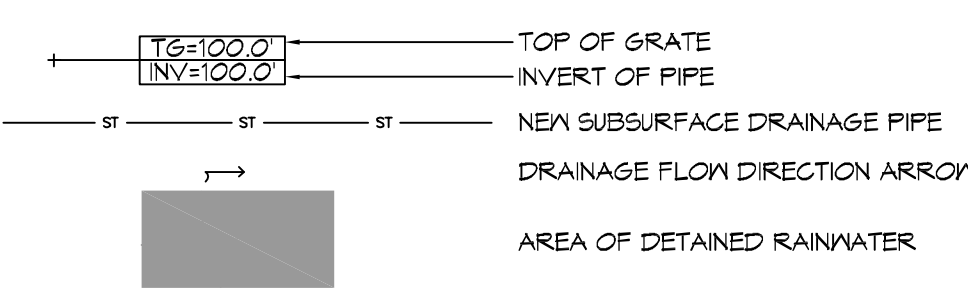 TG=100.0' TOP OF GRATE
INV=100.0' INVERT OF PIPE
ST ST ST NEW SUBSURFACE DRAINAGE PIPE
DRAINAGE FLOW DIRECTION ARROW
AREA OF DETAINED RAINWATER